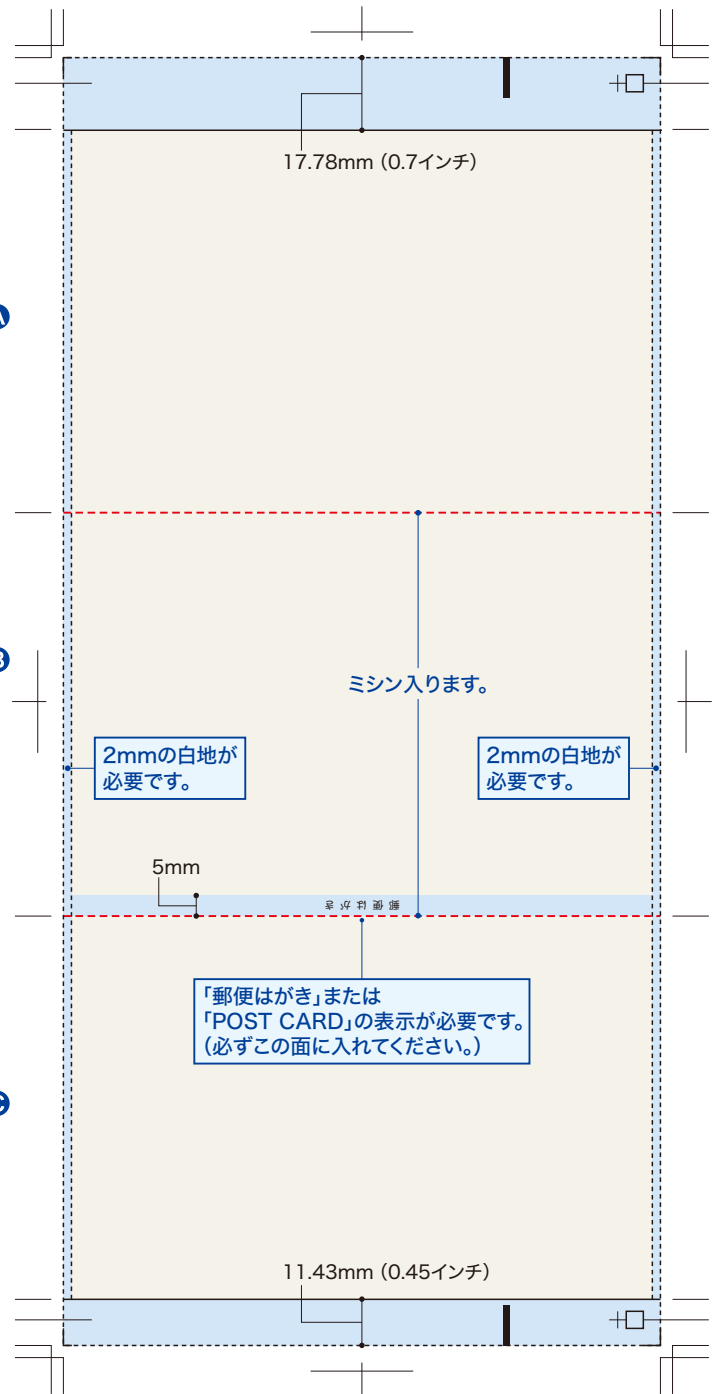 17.78mm（0.7インチ）
A
B
ミシン入ります。
2mmの白地が
必要です。
2mmの白地が
必要です。
5mm
郵便はがき
「郵便はがき」または
「POST CARD」の表示が必要です。
（必ずこの面に入れてください。）
C
11.43mm（0.45インチ）